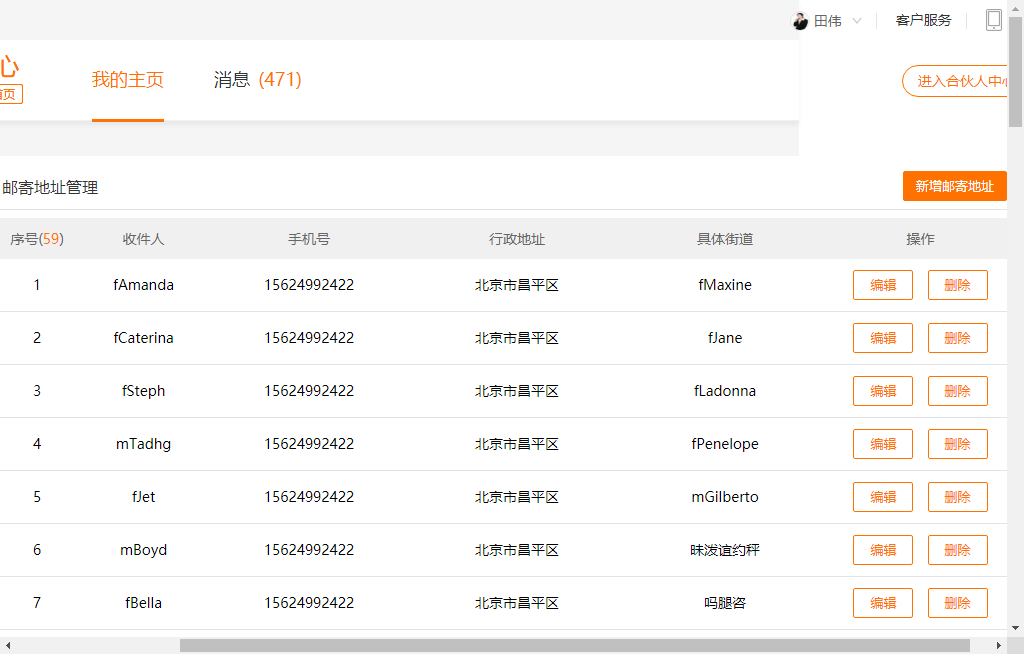 田伟 客户服务
心
首页
我的主页 消息 (471)
进入合伙人中心
邮寄地址管理 新增邮寄地址
序号(59) 收件人 手机号 行政地址 具体街道 操作
1 fAmanda 15624992422 北京市昌平区 fMaxine 编辑 删除
2 fCaterina 15624992422 北京市昌平区 fJane 编辑 删除
3 fSteph 15624992422 北京市昌平区 fLadonna 编辑 删除
4 mTadhg 15624992422 北京市昌平区 fPenelope 编辑 删除
5 fJet 15624992422 北京市昌平区 mGilberto 编辑 删除
6 mBoyd 15624992422 北京市昌平区 昧泼谊约秤 编辑 删除
7 fBella 15624992422 北京市昌平区 吗腿咨 编辑 删除